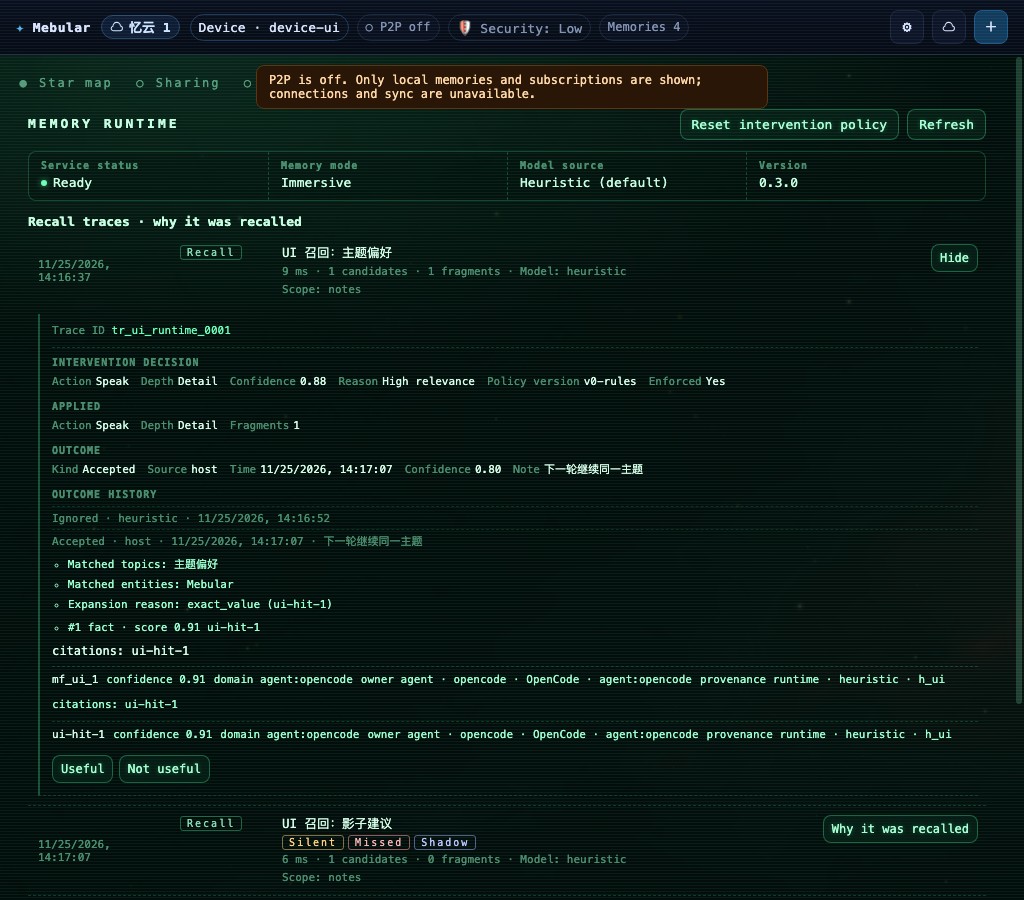 Mebular 忆云 1 Device · device-ui P2P off Security: Low Memories 4
Star map Sharing
P2P is off. Only local memories and subscriptions are shown;
connections and sync are unavailable.
MEMORY RUNTIME Reset intervention policy Refresh
Service status Memory mode Model source Version
Ready Immersive Heuristic (default) 0.3.0
Recall traces · why it was recalled
11/25/2026,
14:16:37
Recall
UI 召回: 主题偏好
9 ms · 1 candidates · 1 fragments · Model: heuristic
Scope: notes
Hide
Trace ID tr_ui_runtime_0001
INTERVENTION DECISION
Action Speak Depth Detail Confidence 0.88 Reason High relevance Policy version v0-rules Enforced Yes
APPLIED
Action Speak Depth Detail Fragments 1
OUTCOME
Kind Accepted Source host Time 11/25/2026, 14:17:07 Confidence 0.80 Note 下一轮继续同一主题
OUTCOME HISTORY
Ignored · heuristic · 11/25/2026, 14:16:52
Accepted · host · 11/25/2026, 14:17:07 · 下一轮继续同一主题
Matched topics: 主题偏好
Matched entities: Mebular
Expansion reason: exact_value (ui-hit-1)
#1 fact · score 0.91 ui-hit-1
citations: ui-hit-1
mf_ui_1 confidence 0.91 domain agent:opencode owner agent · opencode · OpenCode · agent:opencode provenance runtime · heuristic · h_ui
citations: ui-hit-1
ui-hit-1 confidence 0.91 domain agent:opencode owner agent · opencode · OpenCode · agent:opencode provenance runtime · heuristic · h_ui
Useful Not useful
11/25/2026,
14:17:07
Recall
UI 召回: 影子建议
Silent Missed Shadow
6 ms · 1 candidates · 0 fragments · Model: heuristic
Scope: notes
Why it was recalled